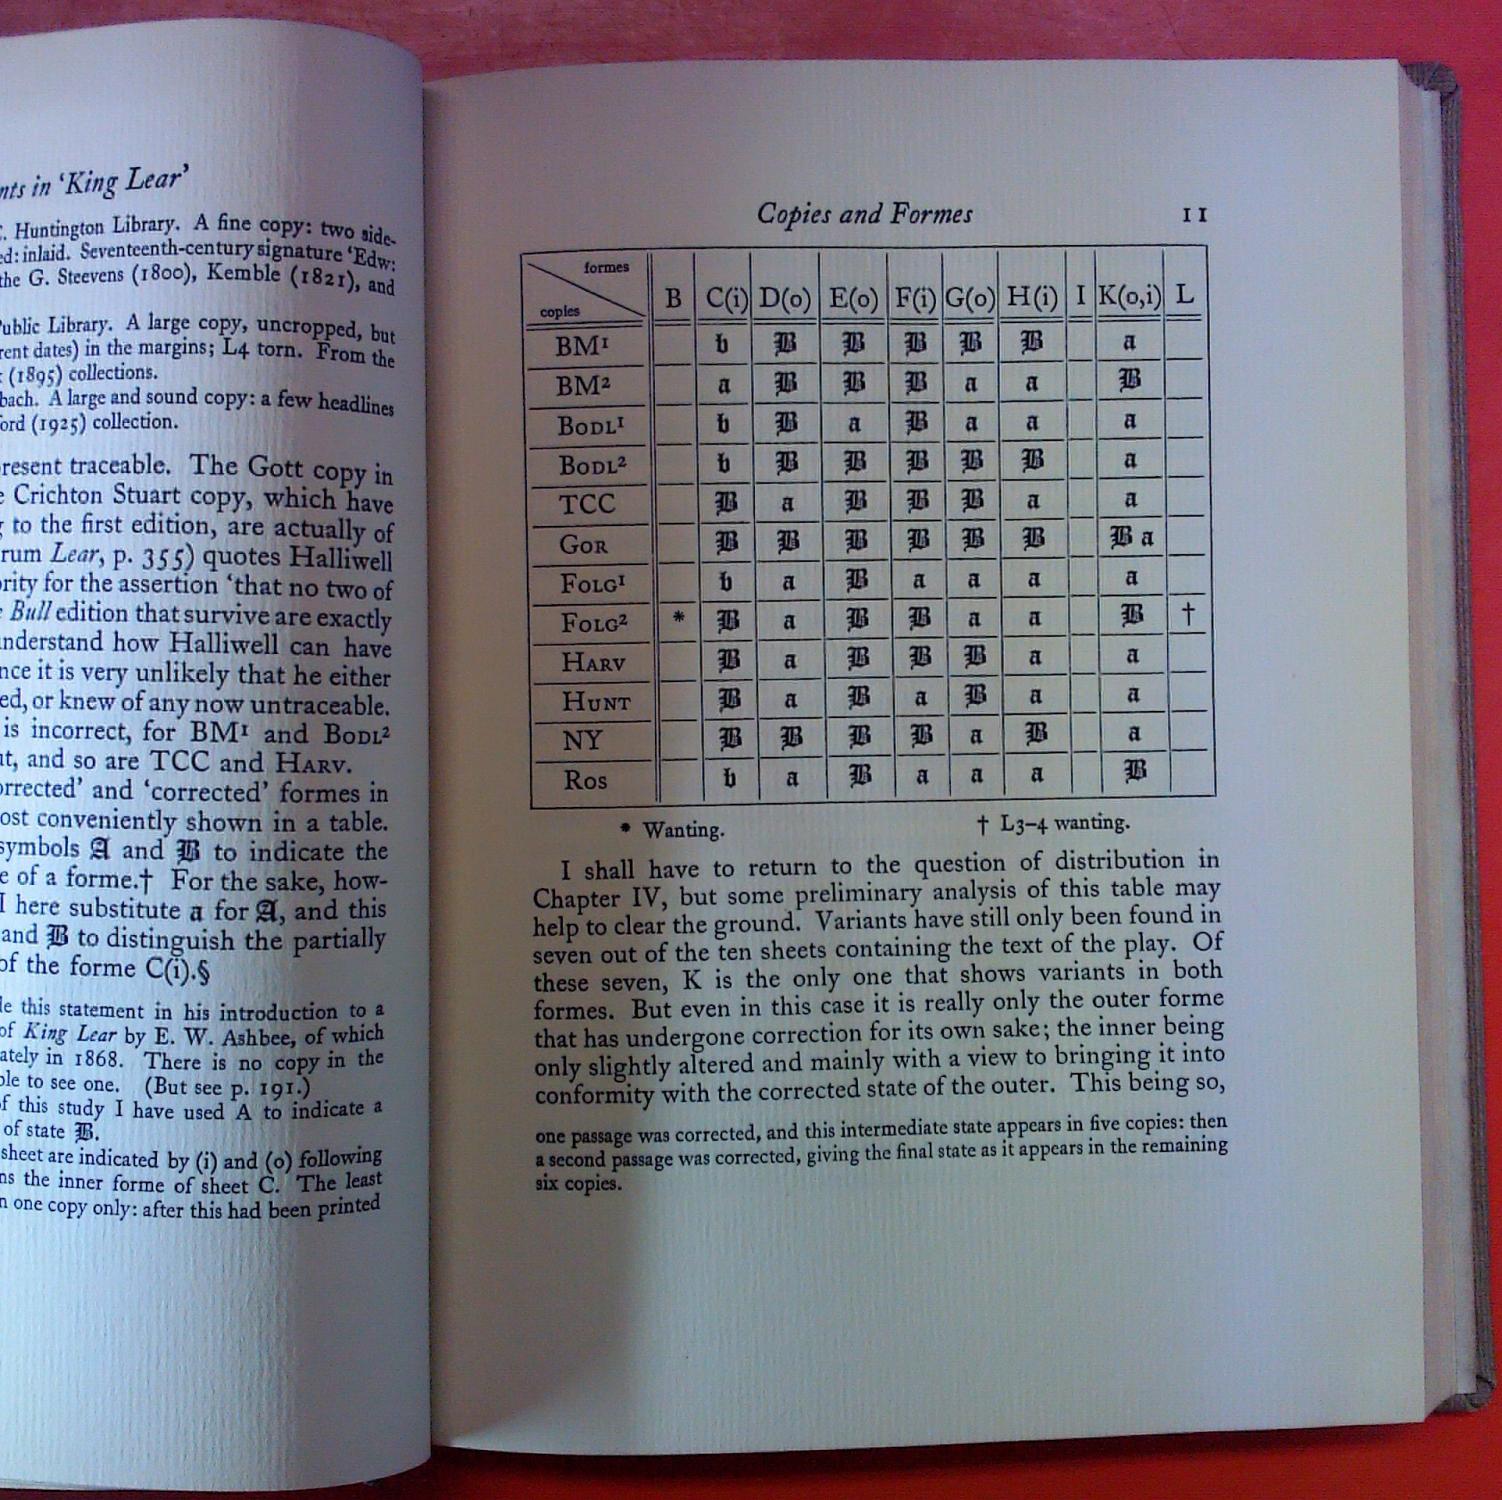 nts in ‘King Lear’
. Huntington Library. A fine copy: two side-
ed: inlaid. Seventeenth-century signature ‘Edw:
the G. Steevens (1800), Kemble (1821), and
Public Library. A large copy, uncropped, but
rent dates) in the margins; L4 torn. From the
(1895) collections.
bach. A large and sound copy: a few headlines
ord (1925) collection.
present traceable. The Gott copy in
e Crichton Stuart copy, which have
g to the first edition, are actually of
rum Lear, p. 355) quotes Halliwell
ority for the assertion ‘that no two of
Bull edition that survive are exactly
understand how Halliwell can have
nce it is very unlikely that he either
ed, or knew of any now untraceable.
is incorrect, for BM¹ and BODL²
ut, and so are TCC and HARV.
orrected’ and ‘corrected’ formes in
ost conveniently shown in a table.
symbols 𝕬 and 𝕭 to indicate the
e of a forme.† For the sake, how-
I here substitute 𝖆 for 𝕬, and this
and 𝕭 to distinguish the partially
of the forme C(i).§
de this statement in his introduction to a
of King Lear by E. W. Ashbee, of which
ately in 1868. There is no copy in the
ble to see one. (But see p. 191.)
of this study I have used A to indicate a
of state 𝕭.
sheet are indicated by (i) and (o) following
ns the inner forme of sheet C. The least
n one copy only: after this had been printed
Copies and Formes 11
formes
copies B C(i) D(o) E(o) F(i) G(o) H(i) I K(o,i) L
BM¹ 𝖇 𝕭 𝕭 𝕭 𝕭 𝕭 𝖆
BM² 𝖆 𝕭 𝕭 𝕭 𝖆 𝖆 𝕭
BODL¹ 𝖇 𝕭 𝖆 𝕭 𝖆 𝖆 𝖆
BODL² 𝖇 𝕭 𝕭 𝕭 𝕭 𝕭 𝖆
TCC 𝕭 𝖆 𝕭 𝕭 𝕭 𝖆 𝖆
GOR 𝕭 𝕭 𝕭 𝕭 𝕭 𝕭 𝕭 𝖆
FOLG¹ 𝖇 𝖆 𝕭 𝖆 𝖆 𝖆 𝖆
FOLG² * 𝕭 𝖆 𝕭 𝕭 𝖆 𝖆 𝕭 †
HARV 𝕭 𝖆 𝕭 𝕭 𝕭 𝖆 𝖆
HUNT 𝕭 𝖆 𝕭 𝖆 𝕭 𝖆 𝖆
NY 𝕭 𝕭 𝕭 𝕭 𝖆 𝕭 𝖆
ROS 𝖇 𝖆 𝕭 𝖆 𝖆 𝖆 𝕭
* Wanting. † L3–4 wanting.
I shall have to return to the question of distribution in
Chapter IV, but some preliminary analysis of this table may
help to clear the ground. Variants have still only been found in
seven out of the ten sheets containing the text of the play. Of
these seven, K is the only one that shows variants in both
formes. But even in this case it is really only the outer forme
that has undergone correction for its own sake; the inner being
only slightly altered and mainly with a view to bringing it into
conformity with the corrected state of the outer. This being so,
one passage was corrected, and this intermediate state appears in five copies: then
a second passage was corrected, giving the final state as it appears in the remaining
six copies.